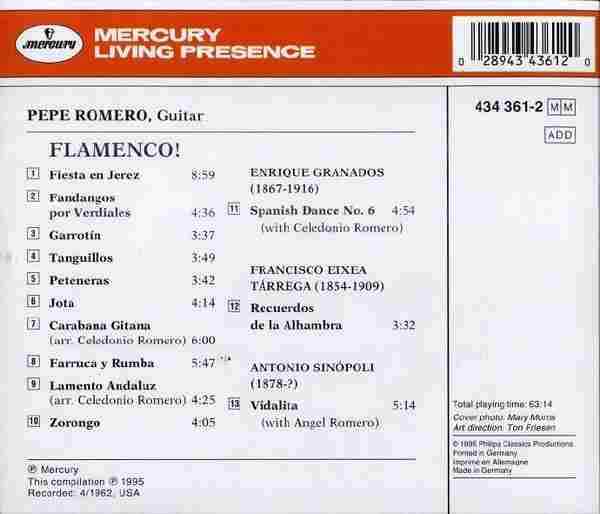 mercury
MERCURY
LIVING PRESENCE
0 28943 43612 0
434 361-2 MM
ADD
PEPE ROMERO, Guitar
FLAMENCO!
1 Fiesta en Jerez 8:59
2 Fandangos
por Verdiales 4:36
3 Garrotín 3:37
4 Tanguillos 3:49
5 Peteneras 3:42
6 Jota 4:14
7 Carabana Gitana
(arr. Celedonio Romero) 6:00
8 Farruca y Rumba 5:47
9 Lamento Andaluz
(arr. Celedonio Romero) 4:25
10 Zorongo 4:05
ENRIQUE GRANADOS
(1867-1916)
11 Spanish Dance No. 6 4:54
(with Celedonio Romero)
FRANCISCO EIXEA
TÁRREGA (1854-1909)
12 Recuerdos
de la Alhambra 3:32
ANTONIO SINÓPOLI
(1878-?)
13 Vidalita 5:14
(with Angel Romero)
℗ Mercury
This compilation ℗ 1995
Recorded: 4/1962, USA
Total playing time: 63:14
Cover photo: Mary Morris
Art direction: Ton Friesen
© 1995 Philips Classics Productions
Printed in Germany
Imprimé en Allemagne
Made in Germany